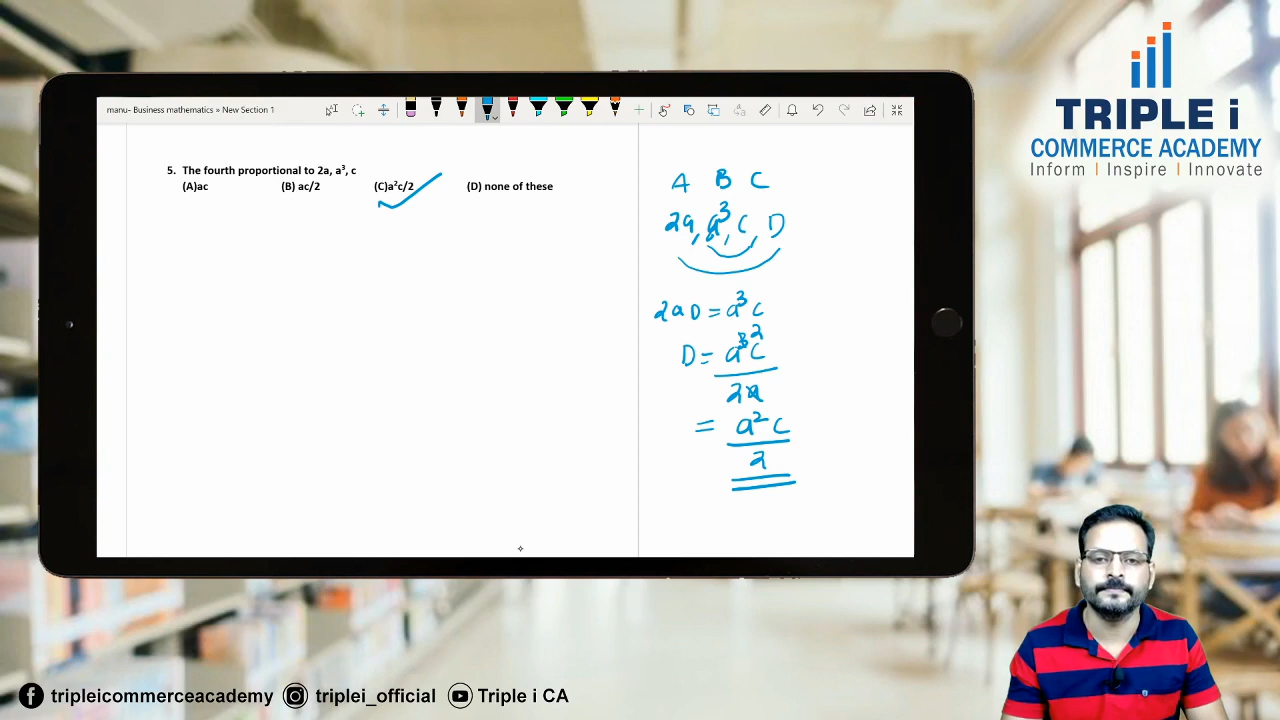 TRIPLE i
COMMERCE ACADEMY
Inform | Inspire | Innovate
manu- Business mathematics » New Section 1
5. The fourth proportional to 2a, a³, c
(A)ac (B) ac/2 (C)a²c/2 (D) none of these
A B C
2a, a³, c, D
2aD = a³c
D = a³c 2
2a
= a²c
2
tripleicommerceacademy triplei_official Triple i CA